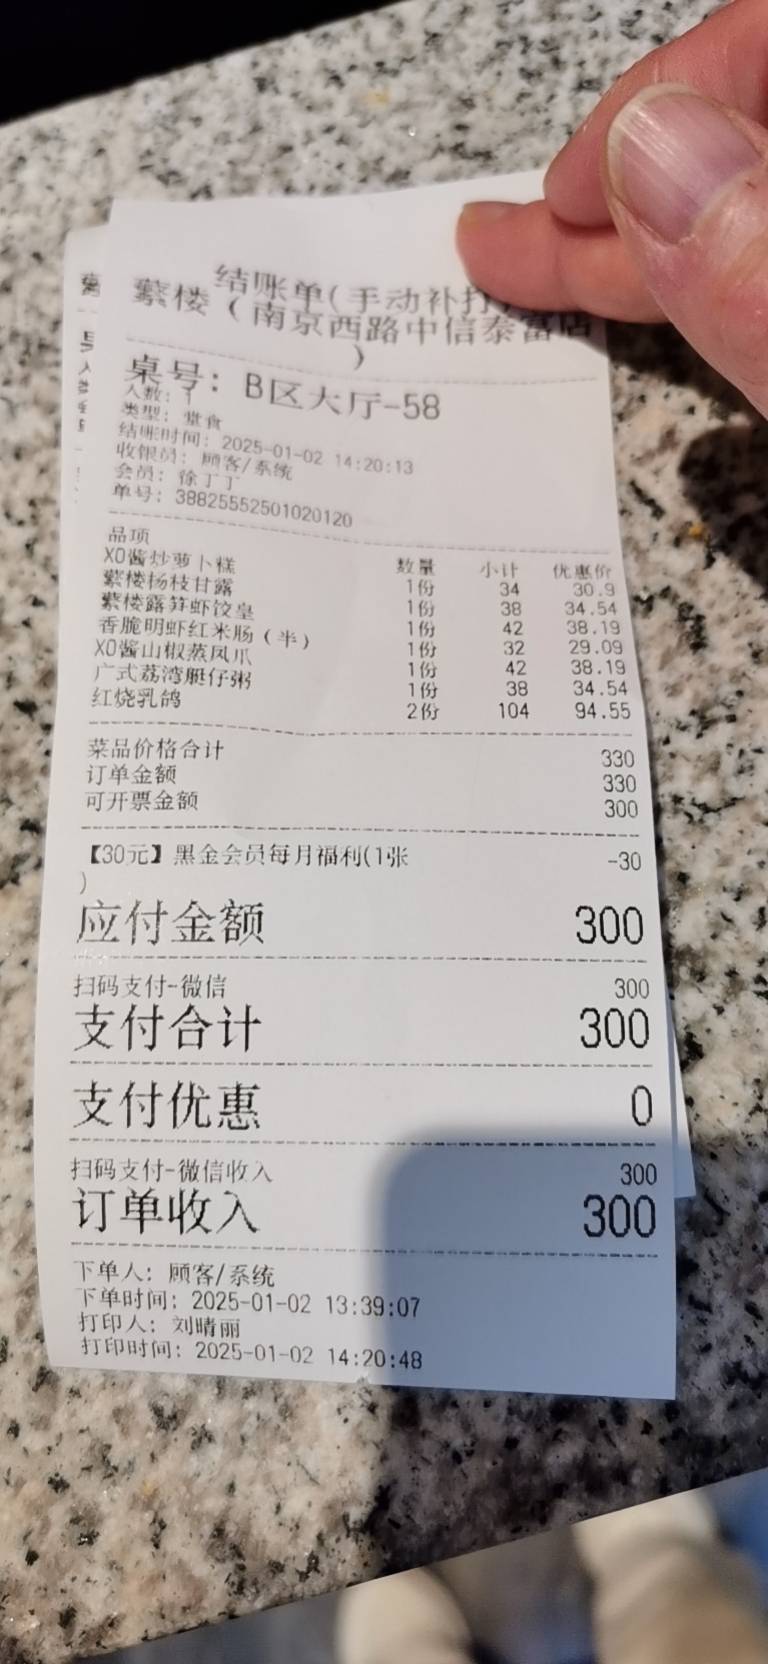 结账单(手动补打
蘩楼（南京西路中信泰富店
）
桌号：B区大厅-58
人数：1
类型：堂食
结账时间：2025-01-02 14:20:13
收银员：顾客/系统
会员：徐丁丁
单号：38825552501020120
品项 数量 小计 优惠价
XO酱炒萝卜糕 1份 34 30.9
蘩楼杨枝甘露 1份 38 34.54
蘩楼露笋虾饺皇 1份 42 38.19
香脆明虾红米肠（半） 1份 32 29.09
XO酱山椒蒸凤爪 1份 42 38.19
广式荔湾艇仔粥 1份 38 34.54
红烧乳鸽 2份 104 94.55
菜品价格合计 330
订单金额 330
可开票金额 300
【30元】黑金会员每月福利(1张 -30
)
应付金额 300
扫码支付-微信 300
支付合计 300
支付优惠 0
扫码支付-微信收入 300
订单收入 300
下单人：顾客/系统
下单时间：2025-01-02 13:39:07
打印人：刘晴丽
打印时间：2025-01-02 14:20:48